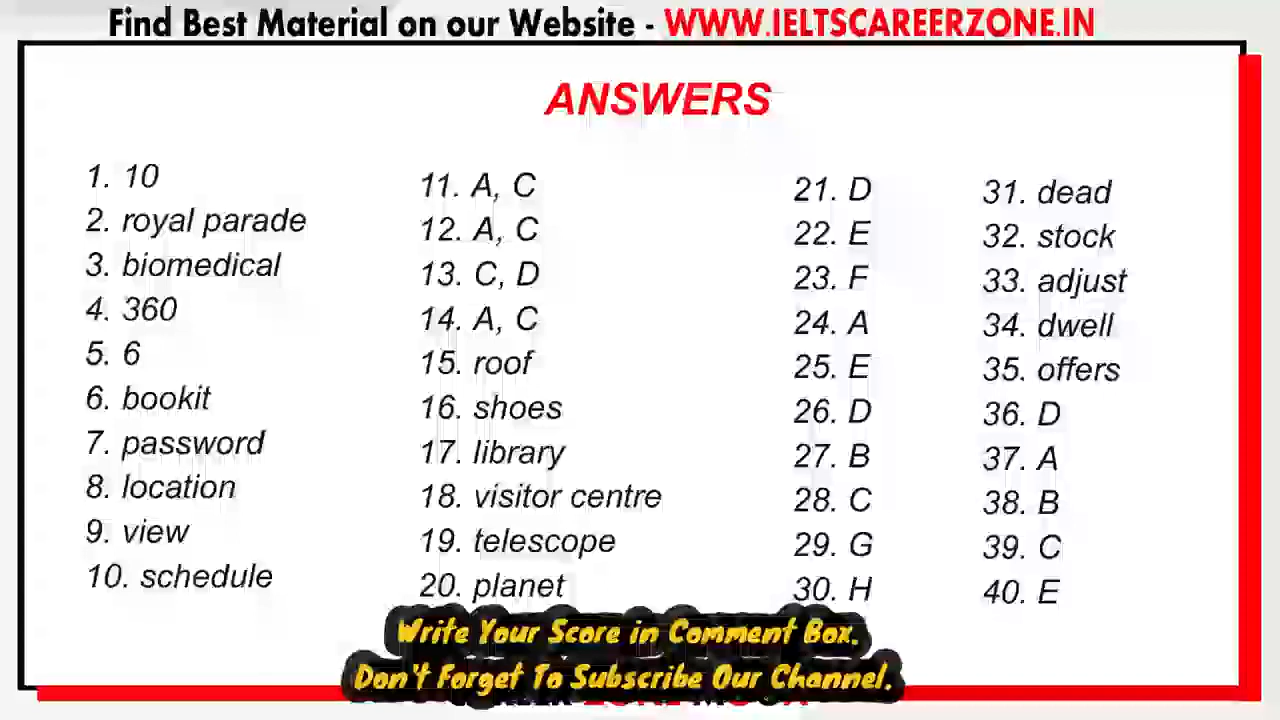 Find Best Material on our Website - WWW.IELTSCAREERZONE.IN
ANSWERS
1. 10
2. royal parade
3. biomedical
4. 360
5. 6
6. bookit
7. password
8. location
9. view
10. schedule
11. A, C
12. A, C
13. C, D
14. A, C
15. roof
16. shoes
17. library
18. visitor centre
19. telescope
20. planet
21. D
22. E
23. F
24. A
25. E
26. D
27. B
28. C
29. G
30. H
31. dead
32. stock
33. adjust
34. dwell
35. offers
36. D
37. A
38. B
39. C
40. E
Write Your Score in Comment Box.
Don't Forget To Subscribe Our Channel.